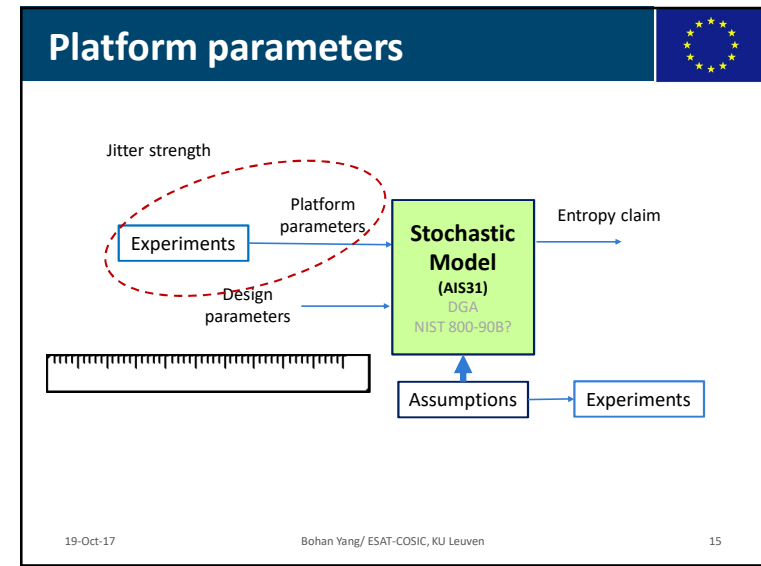 Platform parameters
Jitter strength
Platform
parameters
Experiments
Design
parameters
Stochastic
Model
(AIS31)
DGA
NIST 800-90B?
Entropy claim
Assumptions
Experiments
19-Oct-17
Bohan Yang/ ESAT-COSIC, KU Leuven
15